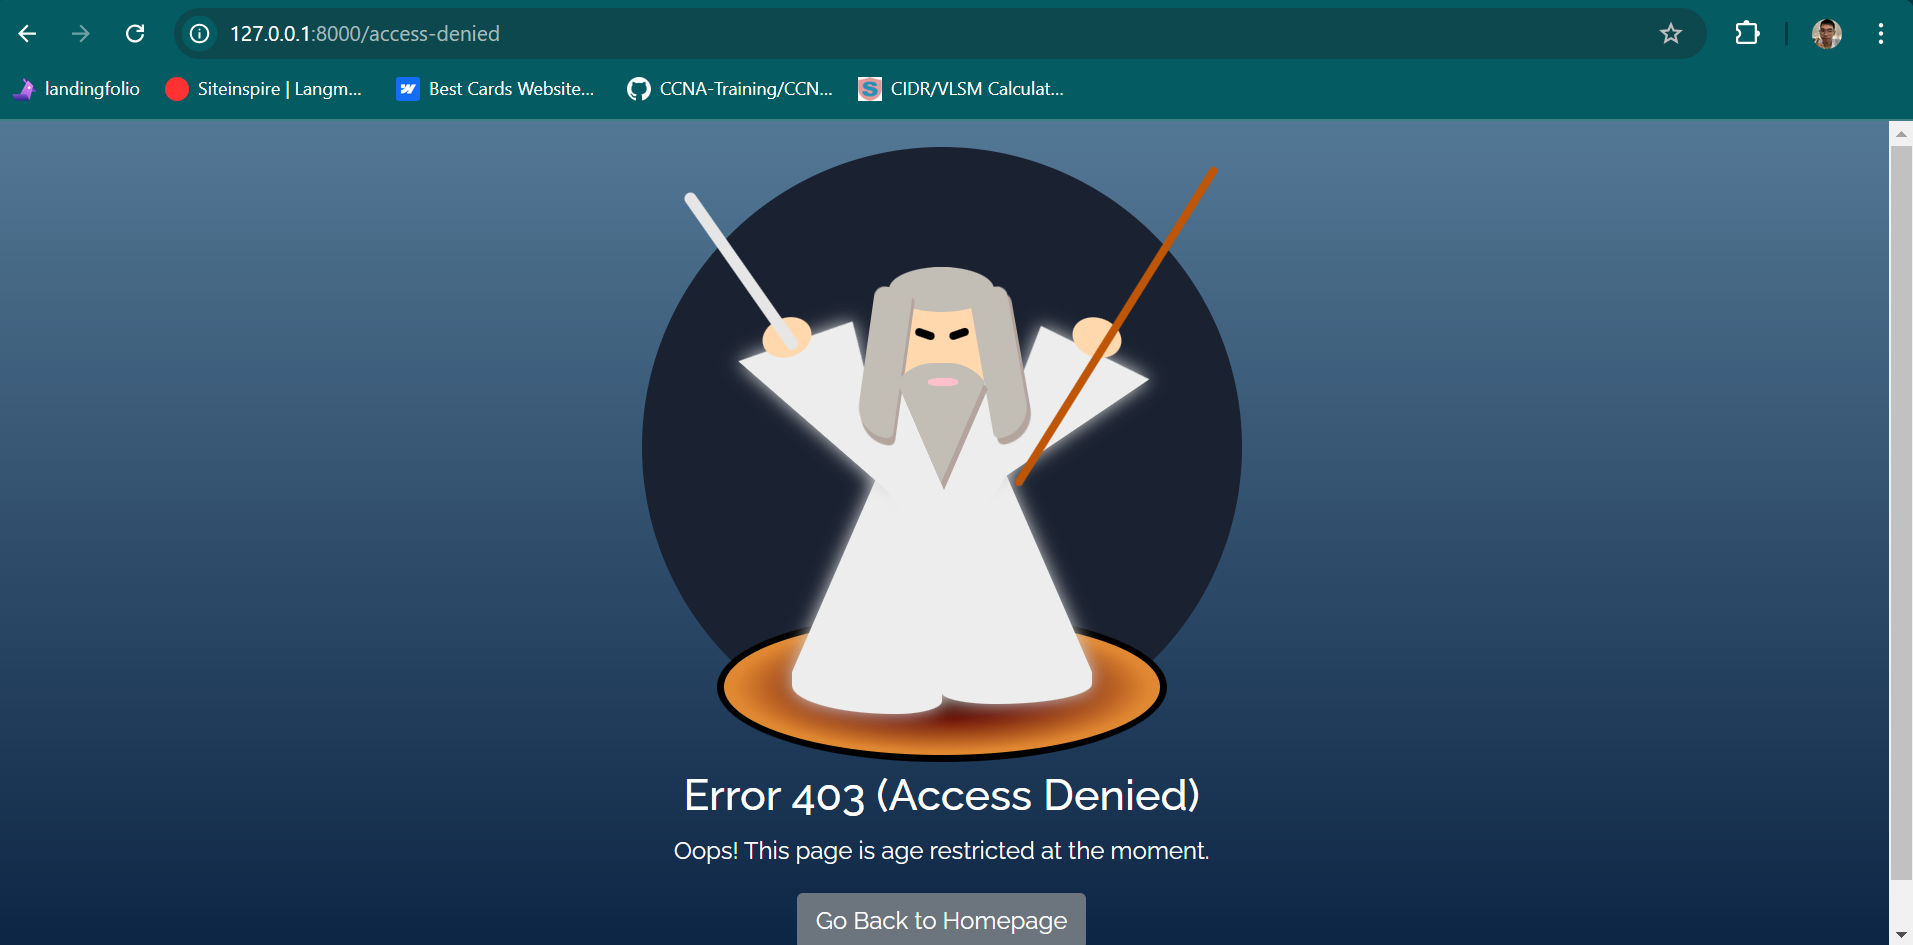 127.0.0.1:8000/access-denied
landingfolio
Siteinspire | Langm...
Best Cards Website...
CCNA-Training/CCN...
S
CIDR/VLSM Calculat...
Error 403 (Access Denied)
Oops! This page is age restricted at the moment.
Go Back to Homepage